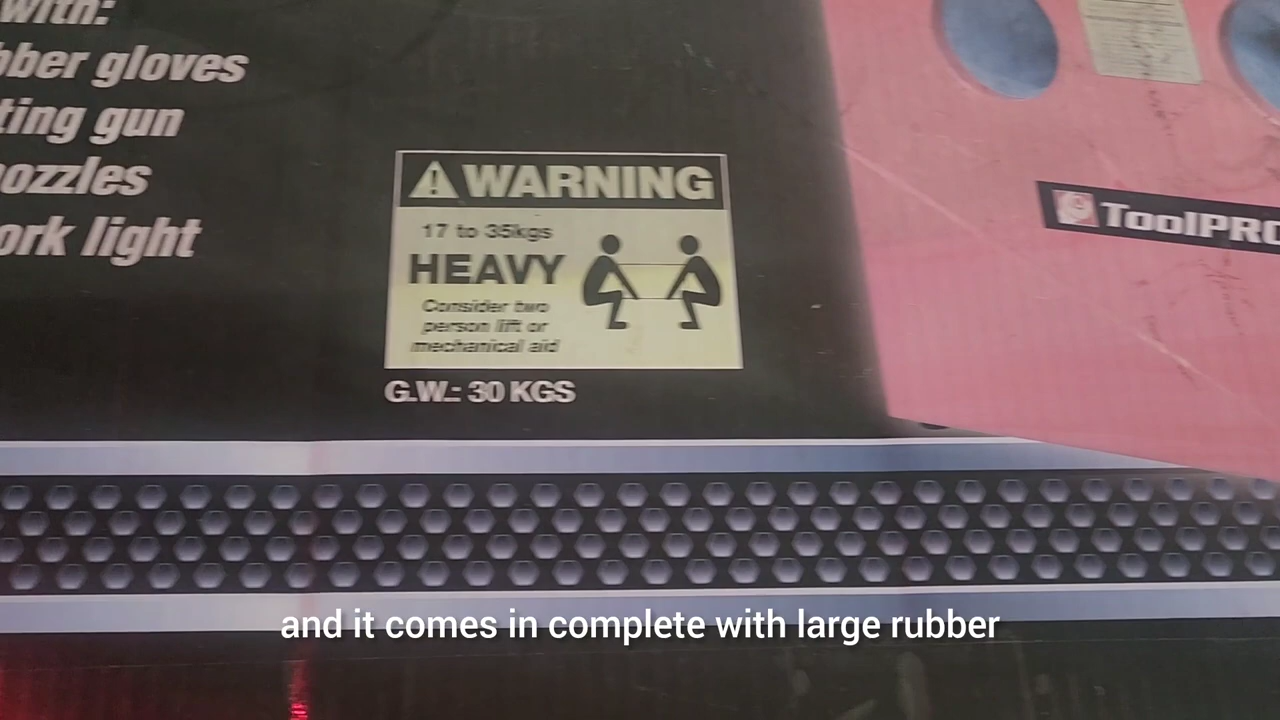 with:
bber gloves
ting gun
ozzles
ork light
WARNING
17 to 35kgs
HEAVY
Consider two
person lift or
mechanical aid
G.W.: 30 KGS
ToolPRO
and it comes in complete with large rubber